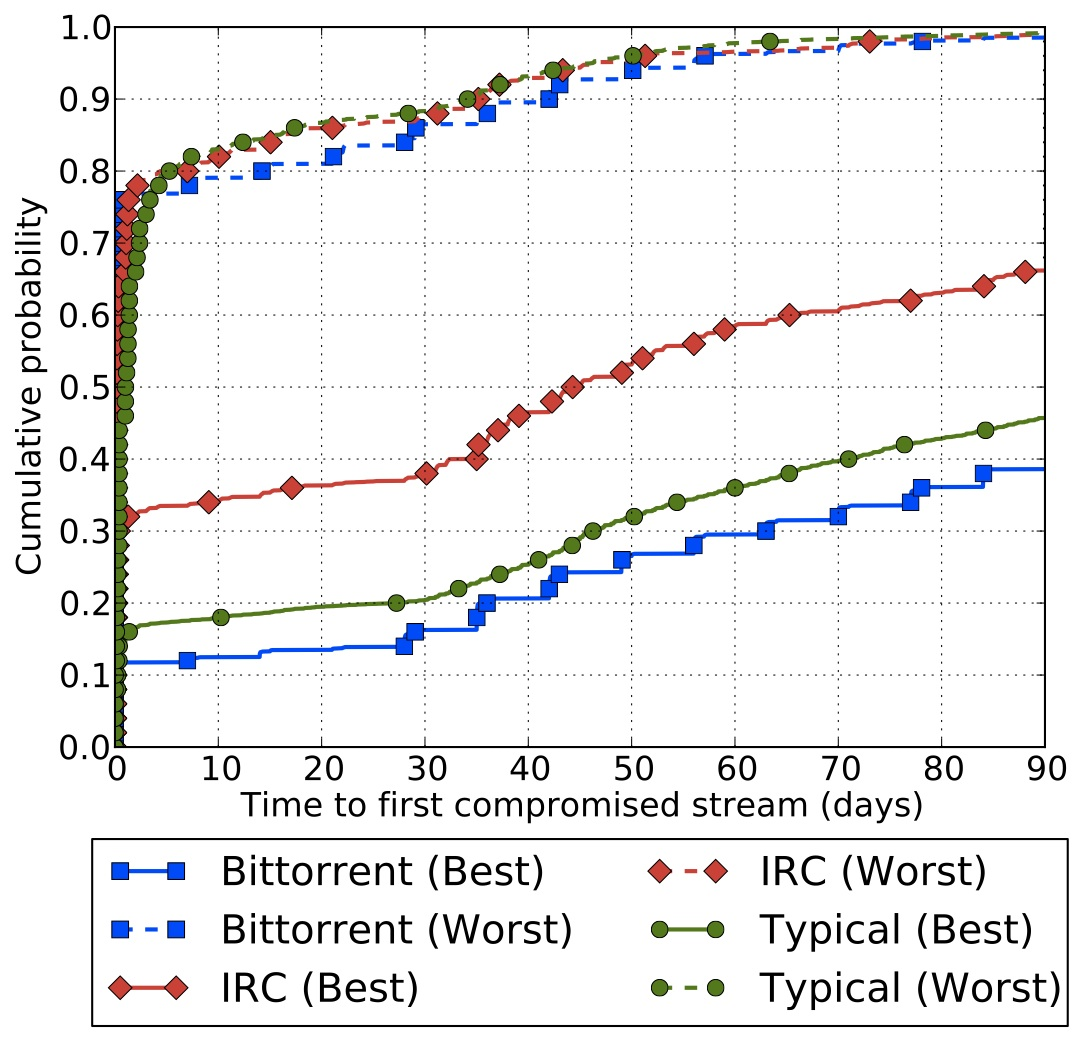 1.0
0.9
0.8
0.7
0.6
0.5
0.4
0.3
0.2
0.1
0.0
Cumulative probability
0 10 20 30 40 50 60 70 80 90
Time to first compromised stream (days)
Bittorrent (Best)
Bittorrent (Worst)
IRC (Best)
IRC (Worst)
Typical (Best)
Typical (Worst)